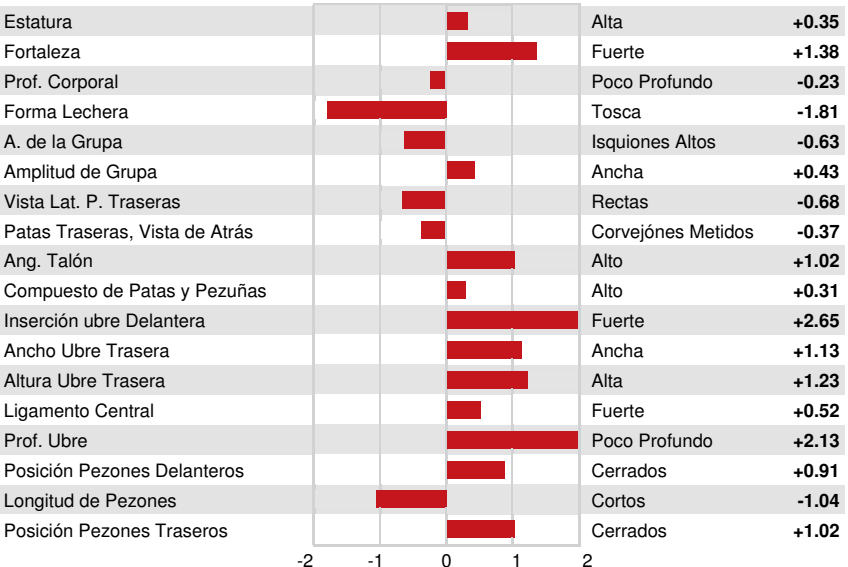 Estatura Alta +0.35
Fortaleza Fuerte +1.38
Prof. Corporal Poco Profundo -0.23
Forma Lechera Tosca -1.81
A. de la Grupa Isquiones Altos -0.63
Amplitud de Grupa Ancha +0.43
Vista Lat. P. Traseras Rectas -0.68
Patas Traseras, Vista de Atrás Corvejónes Metidos -0.37
Ang. Talón Alto +1.02
Compuesto de Patas y Pezuñas Alto +0.31
Inserción ubre Delantera Fuerte +2.65
Ancho Ubre Trasera Ancha +1.13
Altura Ubre Trasera Alta +1.23
Ligamento Central Fuerte +0.52
Prof. Ubre Poco Profundo +2.13
Posición Pezones Delanteros Cerrados +0.91
Longitud de Pezones Cortos -1.04
Posición Pezones Traseros Cerrados +1.02
-2 -1 0 1 2